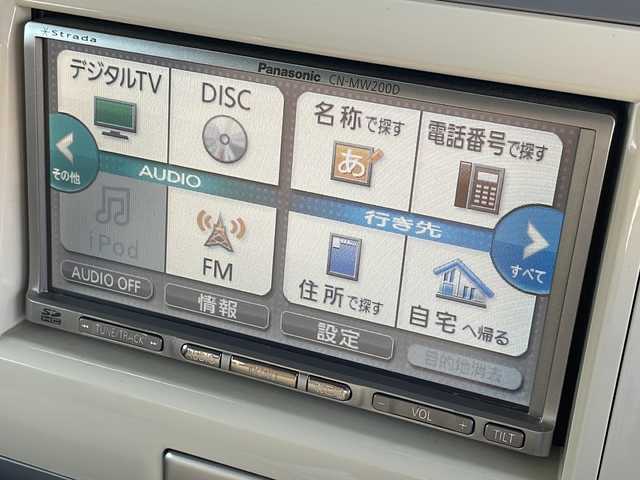 Strada
Panasonic CN-MW200D
デジタルTV
DISC
名称で探す
電話番号で探す
その他
AUDIO
行き先
すべて
iPod
FM
住所で探す
自宅へ帰る
AUDIO OFF
情報
設定
目的地消去
SD
TUNE/TRACK
VOL
TILT